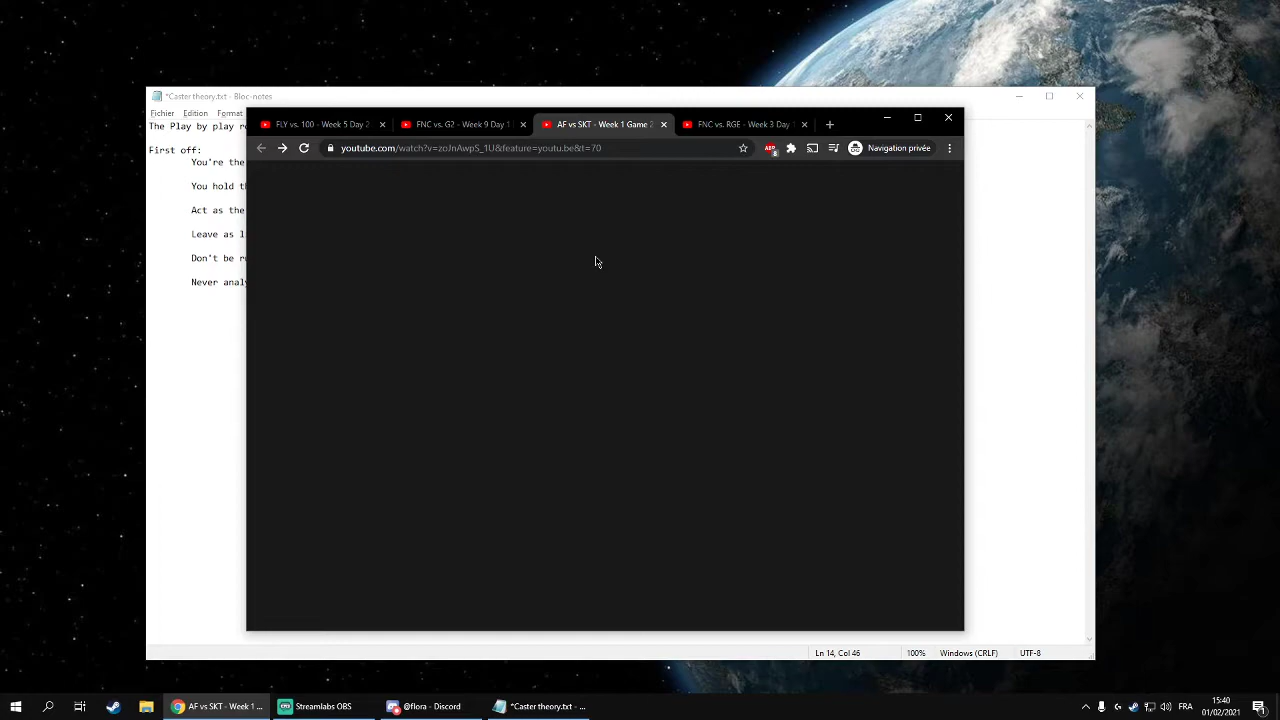 *Caster theory.txt - Bloc-notes
Fichier Edition Format
FLY vs. 100 - Week 5 Day 2
FNC vs. G2 - Week 9 Day 1
AF vs SKT - Week 1 Game 2
FNC vs. RGE - Week 3 Day 1
youtube.com/watch?v=zoJnAwpS_1U&feature=youtu.be&t=70
ABP
8
Navigation privée
The Play by play
First off:
You're the
You hold
Act as the
Leave as
Don't be
Never
Ln 14, Col 46
100%
Windows (CRLF)
UTF-8
AF vs SKT - Week 1 ...
Streamlabs OBS
@flora - Discord
*Caster theory.txt - ...
FRA
15:40
01/02/2021